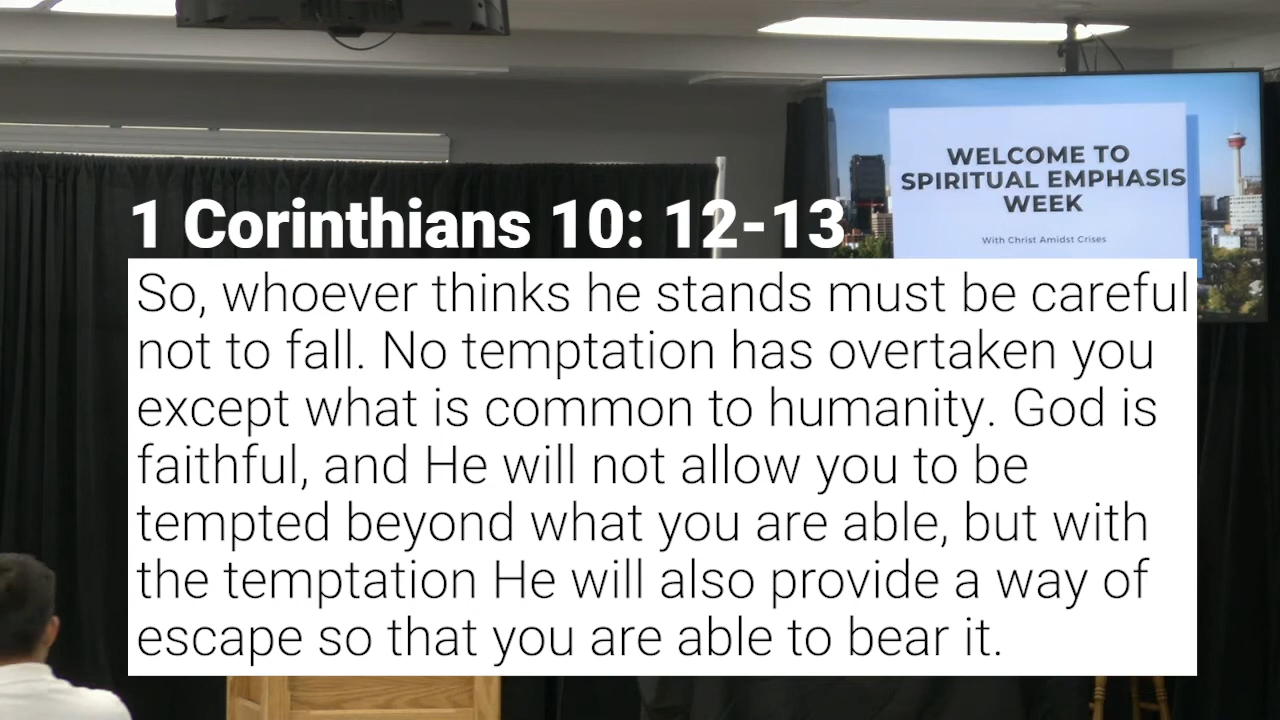 WELCOME TO
SPIRITUAL EMPHASIS
WEEK
With Christ Amidst Crises
1 Corinthians 10: 12-13
So, whoever thinks he stands must be careful
not to fall. No temptation has overtaken you
except what is common to humanity. God is
faithful, and He will not allow you to be
tempted beyond what you are able, but with
the temptation He will also provide a way of
escape so that you are able to bear it.